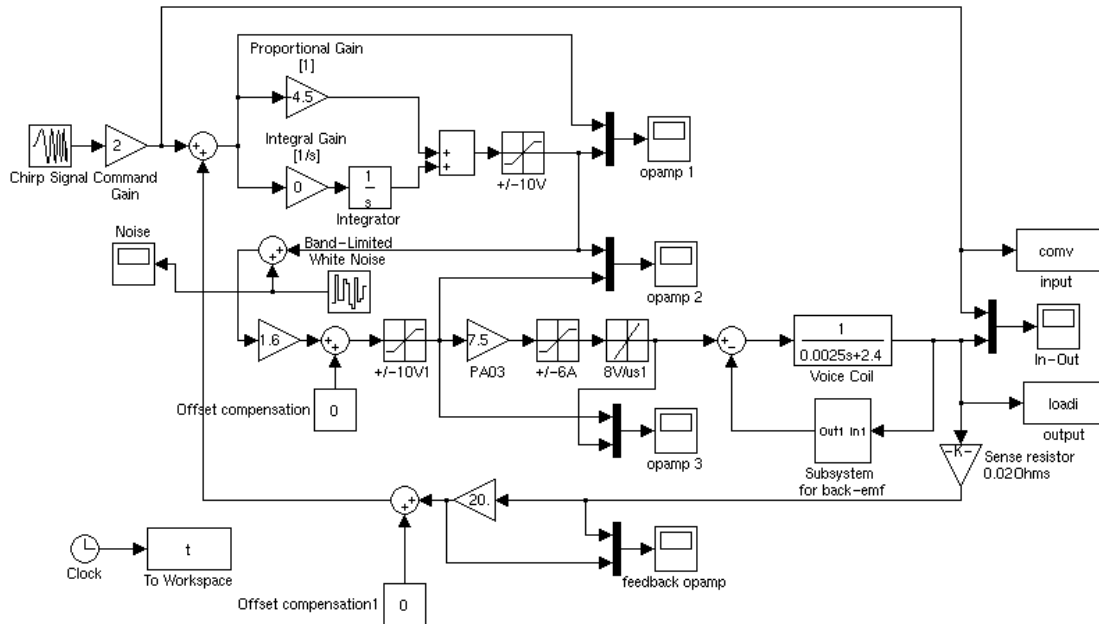 Proportional Gain
[1]
-4.5
Chirp Signal
2
Command
Gain
+
+
Integral Gain
[1/s]
0
1
s
Integrator
+
+
+/-10V
opamp 1
Noise
+
+
Band-Limited
White Noise
opamp 2
comv
input
1.6
+
+
+/-10V1
7.5
PA03
+/-6A
8V/us1
+
-
1
0.0025s+2.4
Voice Coil
In-Out
Offset compensation
0
opamp 3
Out1 In1
Subsystem
for back-emf
loadi
output
-K-
Sense resistor
0.02Ohms
+
+
20.
feedback opamp
Clock
t
To Workspace
Offset compensation1
0